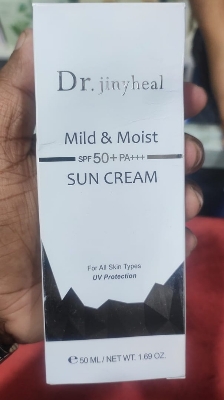 Dr. jinyheal
Mild & Moist
SPF 50+ PA+++
SUN CREAM
For All Skin Types
UV Protection
℮ 50 ML/ NET WT. 1.69 OZ.